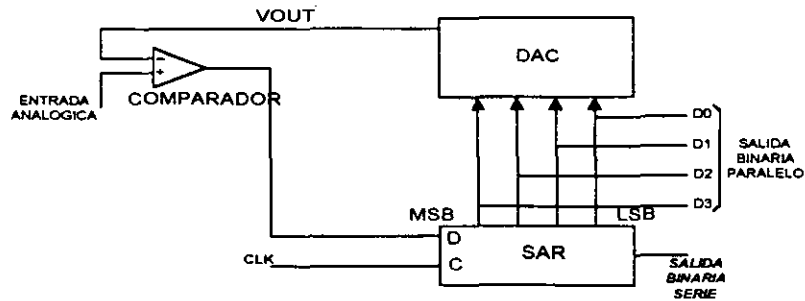 VOUT
DAC
-
+
ENTRADA
ANALOGICA
COMPARADOR
D0
D1
D2
D3
SALIDA
BINARIA
PARALELO
MSB
LSB
D
SAR
CLK
C
SALIDA
BINARIA
SERIE